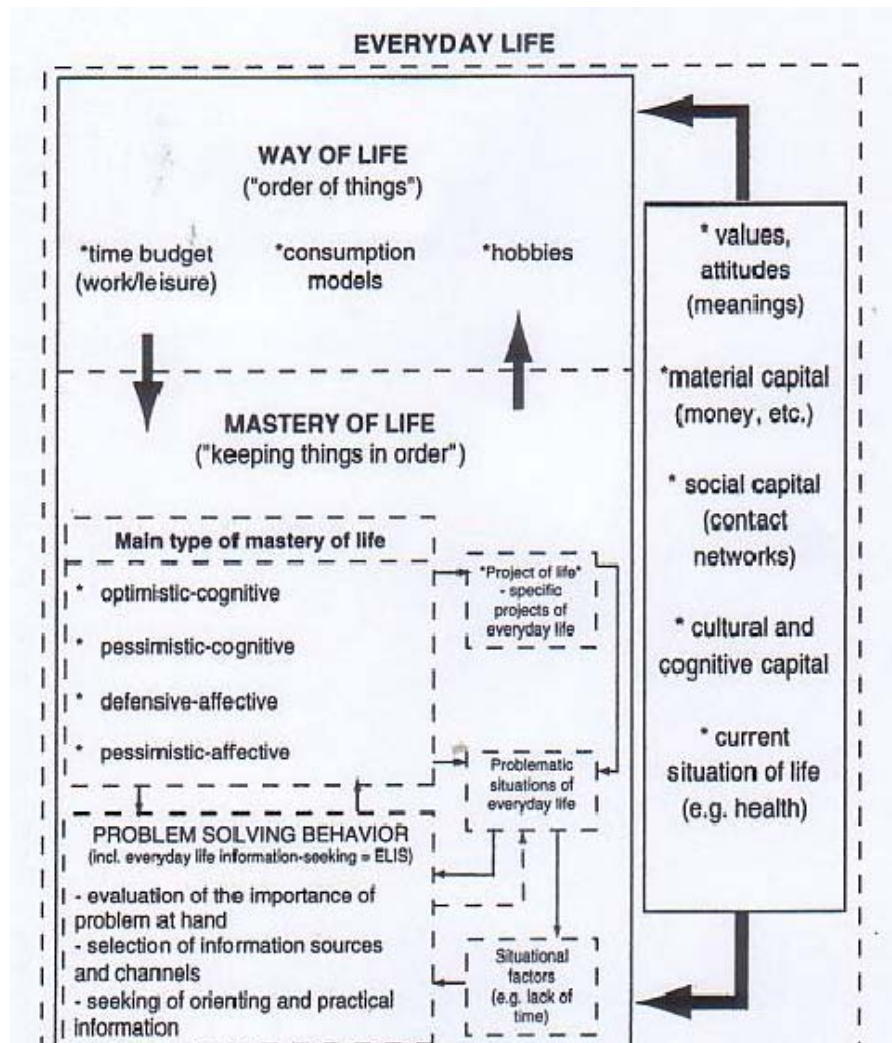 EVERYDAY LIFE
WAY OF LIFE
("order of things")
*time budget
(work/leisure)
*consumption
models
*hobbies
MASTERY OF LIFE
("keeping things in order")
Main type of mastery of life
* optimistic-cognitive
* pessimistic-cognitive
* defensive-affective
* pessimistic-affective
"Project of life"
- specific
projects of
everyday life
Problematic
situations of
everyday life
PROBLEM SOLVING BEHAVIOR
(incl. everyday life information-seeking = ELIS)
- evaluation of the importance of
problem at hand
- selection of information sources
and channels
- seeking of orienting and practical
information
Situational
factors
(e.g. lack of
time)
* values,
attitudes
(meanings)
*material capital
(money, etc.)
* social capital
(contact
networks)
* cultural and
cognitive capital
* current
situation of life
(e.g. health)